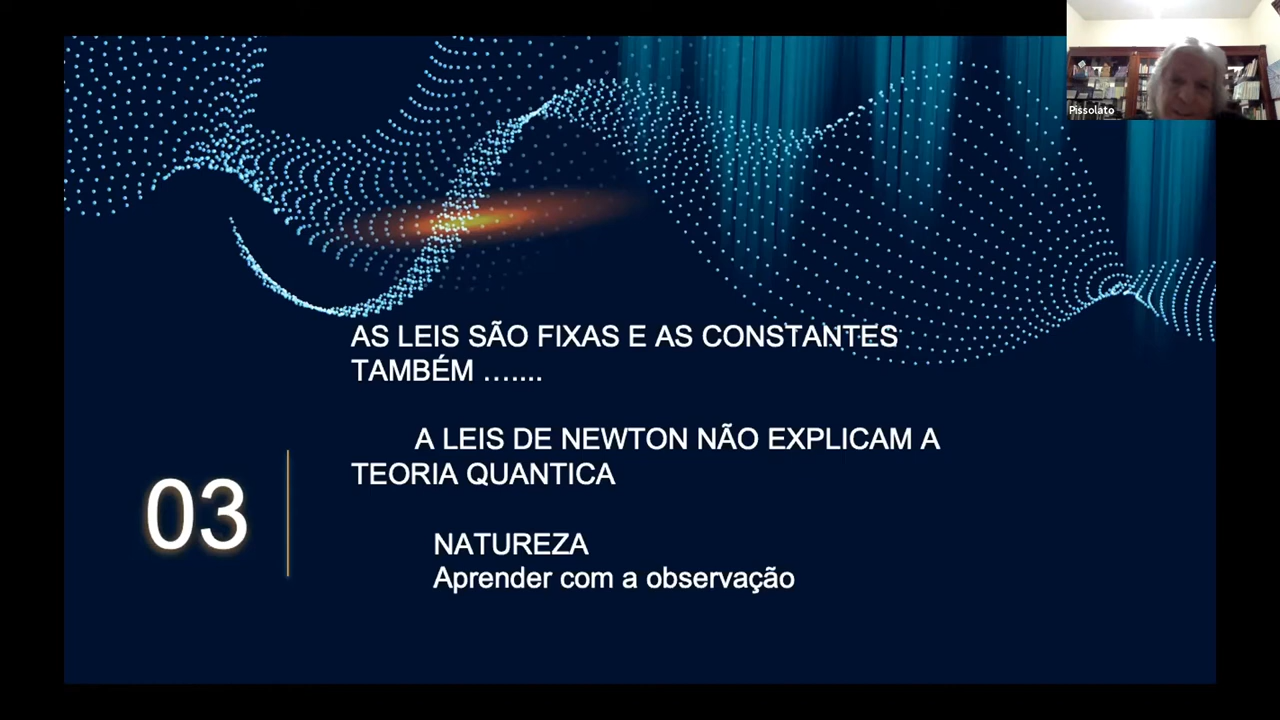 Pissolato
AS LEIS SÃO FIXAS E AS CONSTANTES
TAMBÉM …....
A LEIS DE NEWTON NÃO EXPLICAM A
TEORIA QUANTICA
03
NATUREZA
Aprender com a observação